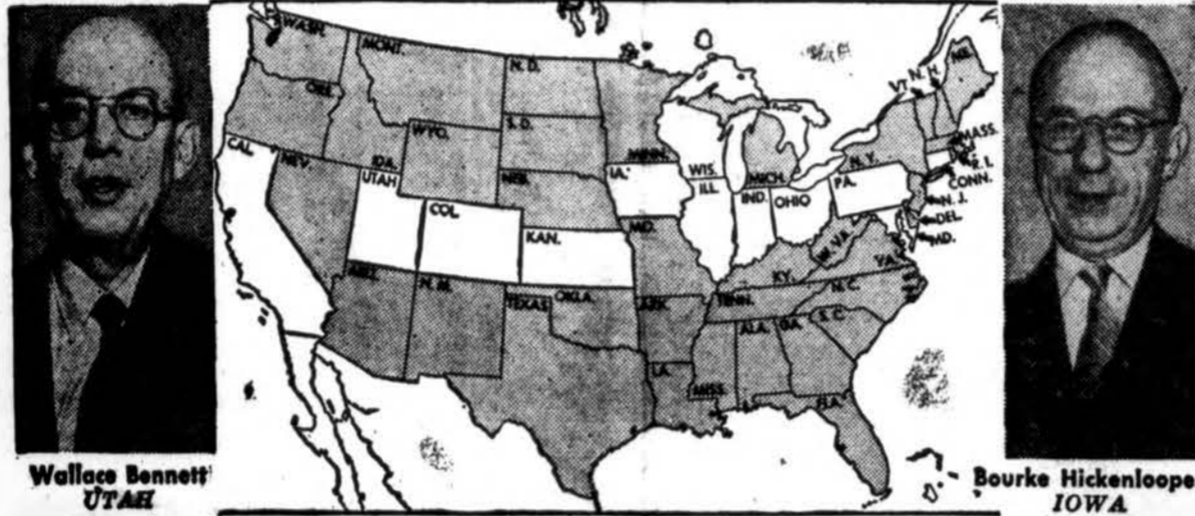 WASH.
MONT.
N. D.
ME.
VT. N. H.
ORE.
IDA.
WYO.
S. D.
MINN.
WIS.
MICH.
N. Y.
MASS.
R. I.
CONN.
CAL.
NEV.
UTAH
COL.
NEB.
KAN.
IA.
ILL.
IND.
OHIO
PA.
N. J.
DEL.
MD.
MO.
KY.
W. VA.
VA.
ARIZ.
N. M.
TEXAS
OKLA.
ARK.
TENN.
N. C.
S. C.
LA.
MISS.
ALA.
GA.
FLA.
Wallace Bennett
UTAH
Bourke Hickenloope
IOWA